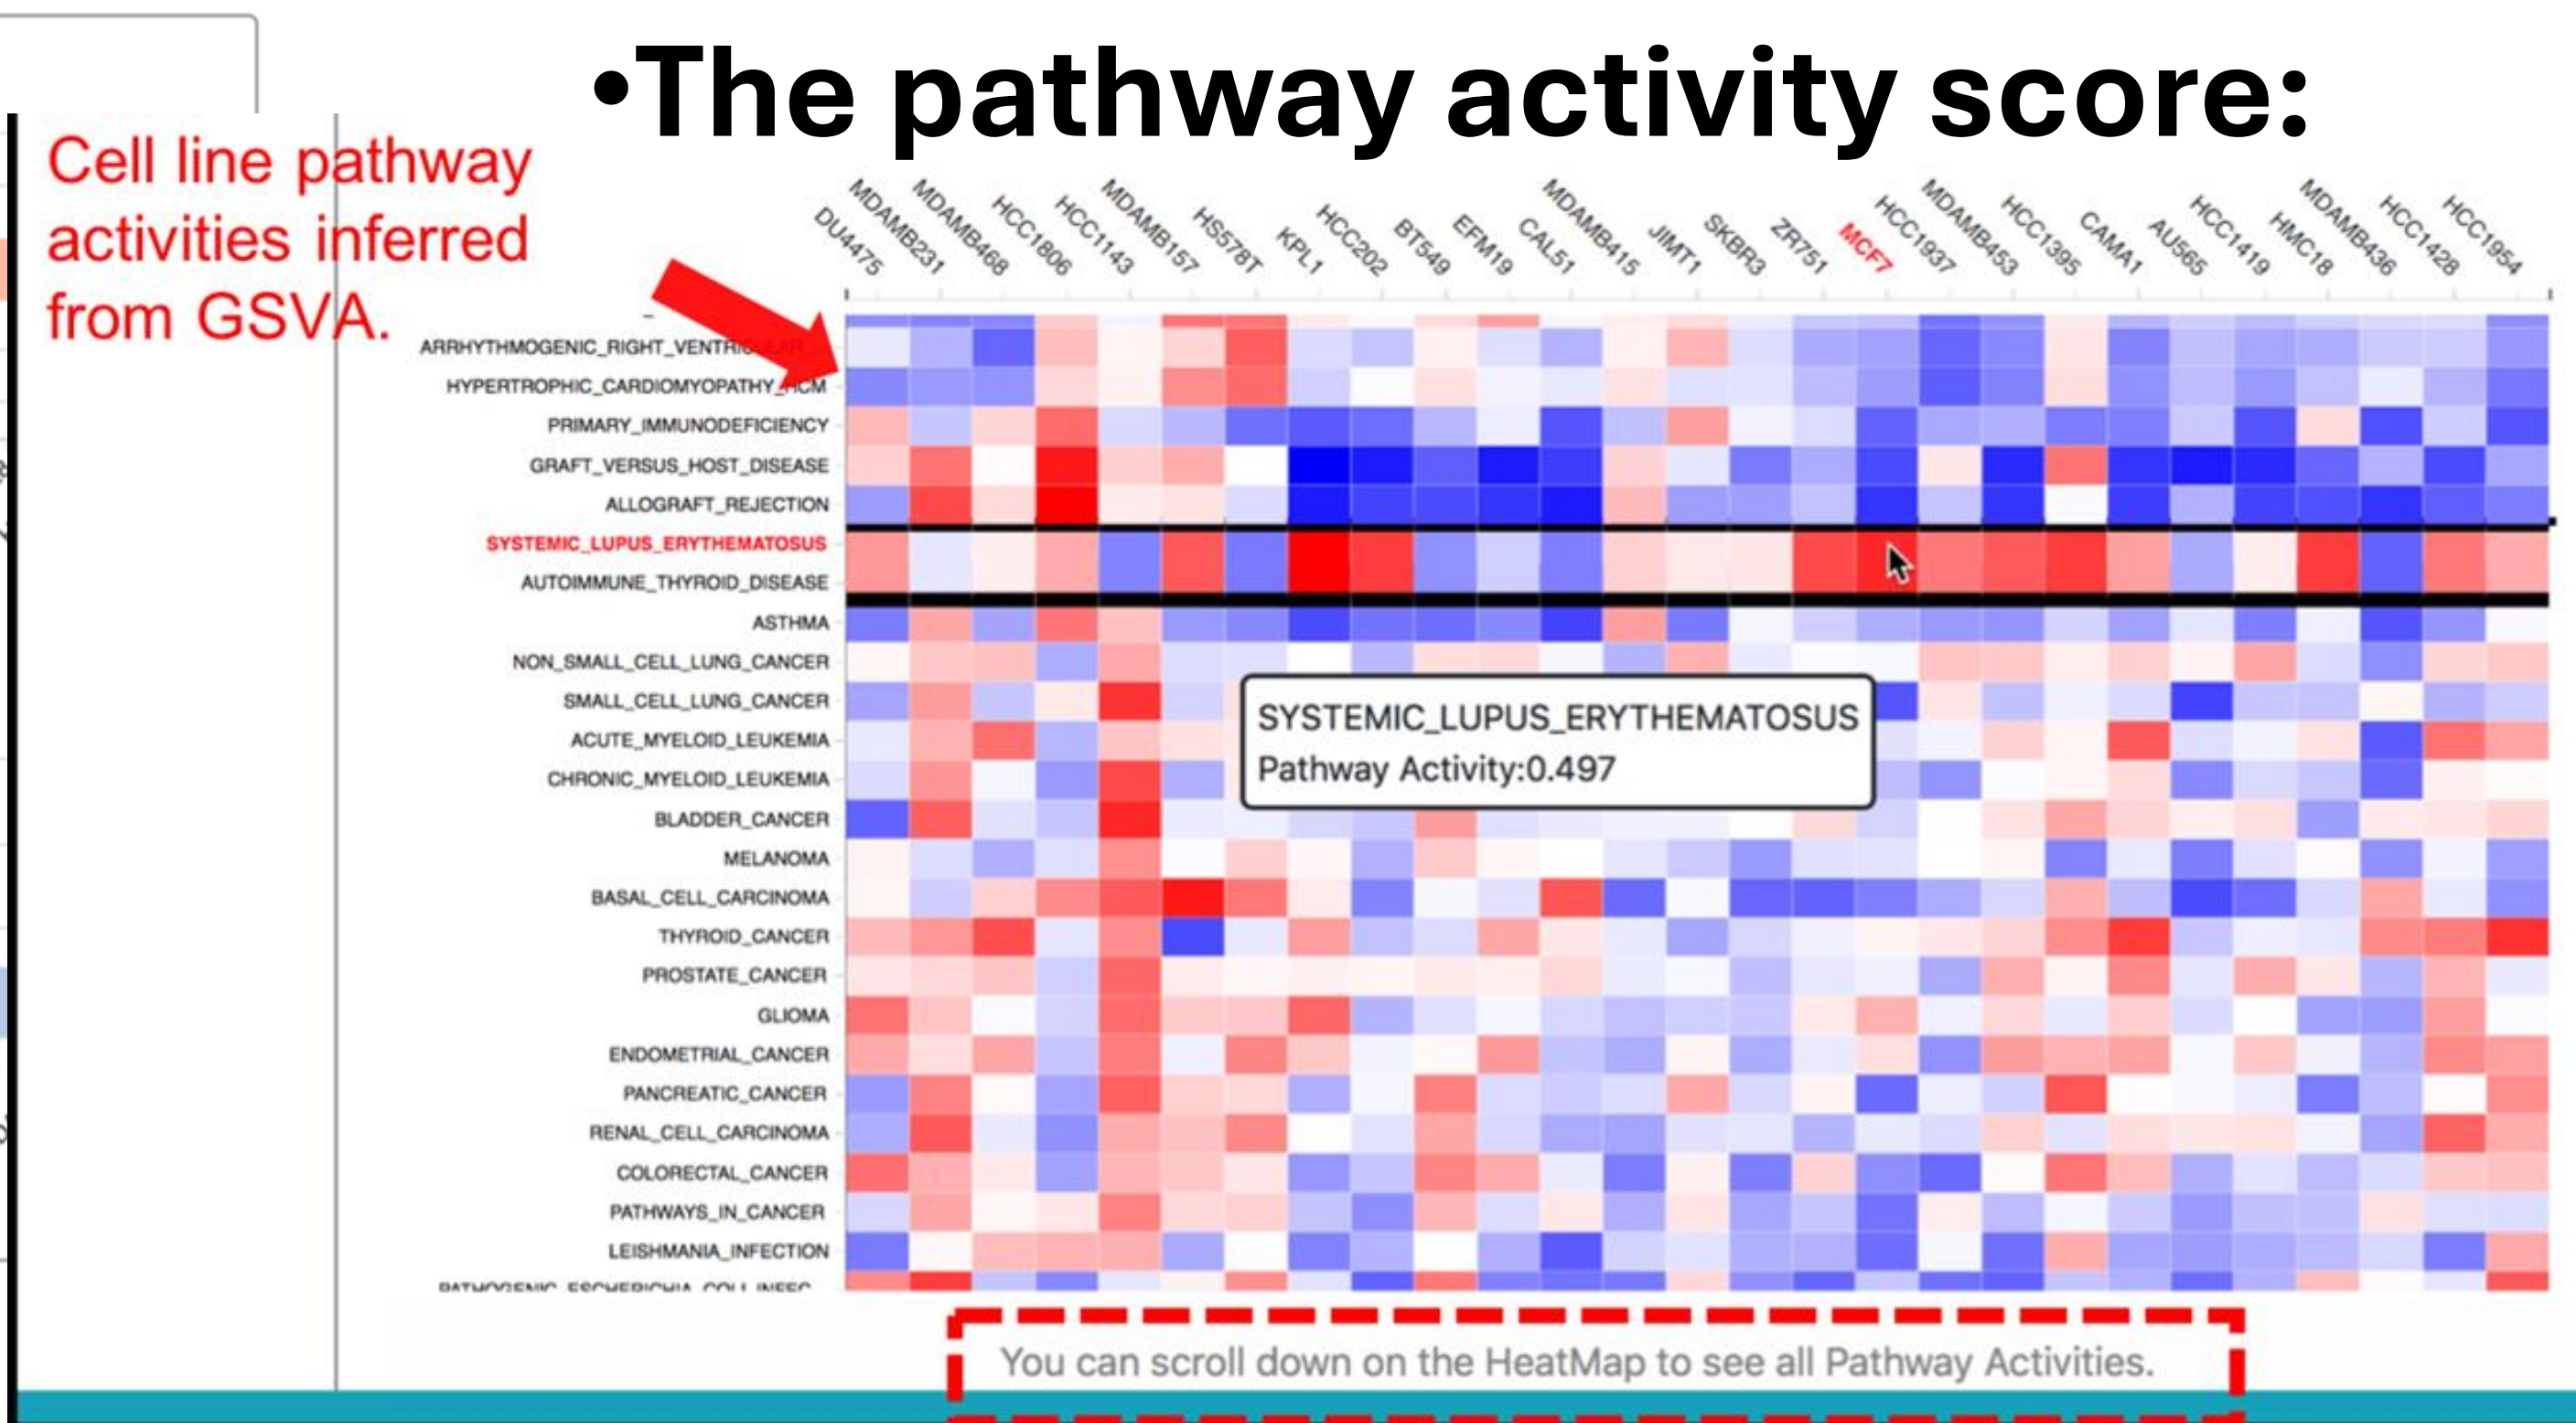 •The pathway activity score:
Cell line pathway
activities inferred
from GSVA.
DU4475
MDAMB231
MDAMB468
HCC1806
HCC1143
MDAMB157
HS578T
KPL1
HCC202
BT549
EFM19
CAL51
MDAMB415
JIMT1
SKBR3
ZR751
MCF7
HCC1937
MDAMB453
HCC1395
CAMA1
AU565
HCC1419
HMC18
MDAMB436
HCC1428
HCC1954
ARRHYTHMOGENIC_RIGHT_VENTRICULAR_
HYPERTROPHIC_CARDIOMYOPATHY_HCM
PRIMARY_IMMUNODEFICIENCY
GRAFT_VERSUS_HOST_DISEASE
ALLOGRAFT_REJECTION
SYSTEMIC_LUPUS_ERYTHEMATOSUS
AUTOIMMUNE_THYROID_DISEASE
ASTHMA
NON_SMALL_CELL_LUNG_CANCER
SMALL_CELL_LUNG_CANCER
SYSTEMIC_LUPUS_ERYTHEMATOSUS
Pathway Activity:0.497
ACUTE_MYELOID_LEUKEMIA
CHRONIC_MYELOID_LEUKEMIA
BLADDER_CANCER
MELANOMA
BASAL_CELL_CARCINOMA
THYROID_CANCER
PROSTATE_CANCER
GLIOMA
ENDOMETRIAL_CANCER
PANCREATIC_CANCER
RENAL_CELL_CARCINOMA
COLORECTAL_CANCER
PATHWAYS_IN_CANCER
LEISHMANIA_INFECTION
PATHOGENIC_ESCHERICHIA_COLI_INFEC...
You can scroll down on the HeatMap to see all Pathway Activities.